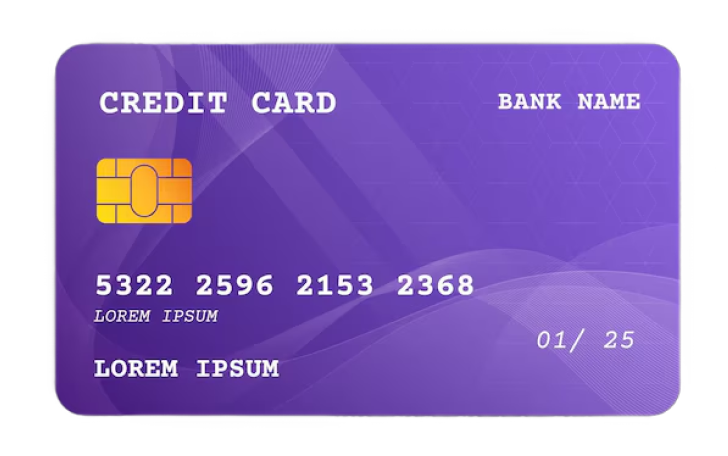 CREDIT CARD
BANK NAME
5322 2596 2153 2368
LOREM IPSUM
01/ 25
LOREM IPSUM